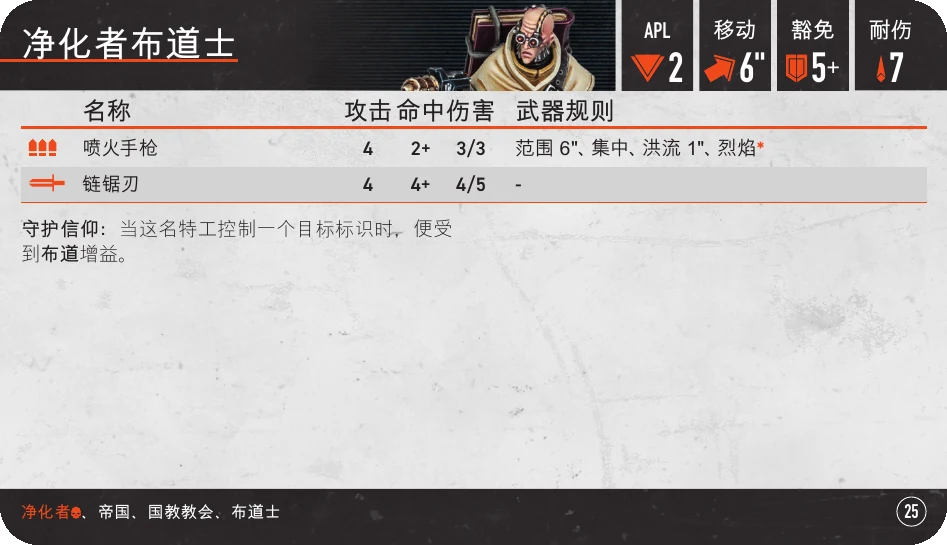 净化者布道士
APL 2
移动 6"
豁免 5+
耐伤 7
名称 攻击 命中 伤害 武器规则
喷火手枪 4 2+ 3/3 范围 6"、集中、洪流 1"、烈焰*
链锯刃 4 4+ 4/5 -
守护信仰：当这名特工控制一个目标标识时，便受
到布道增益。
净化者、帝国、国教教会、布道士
25